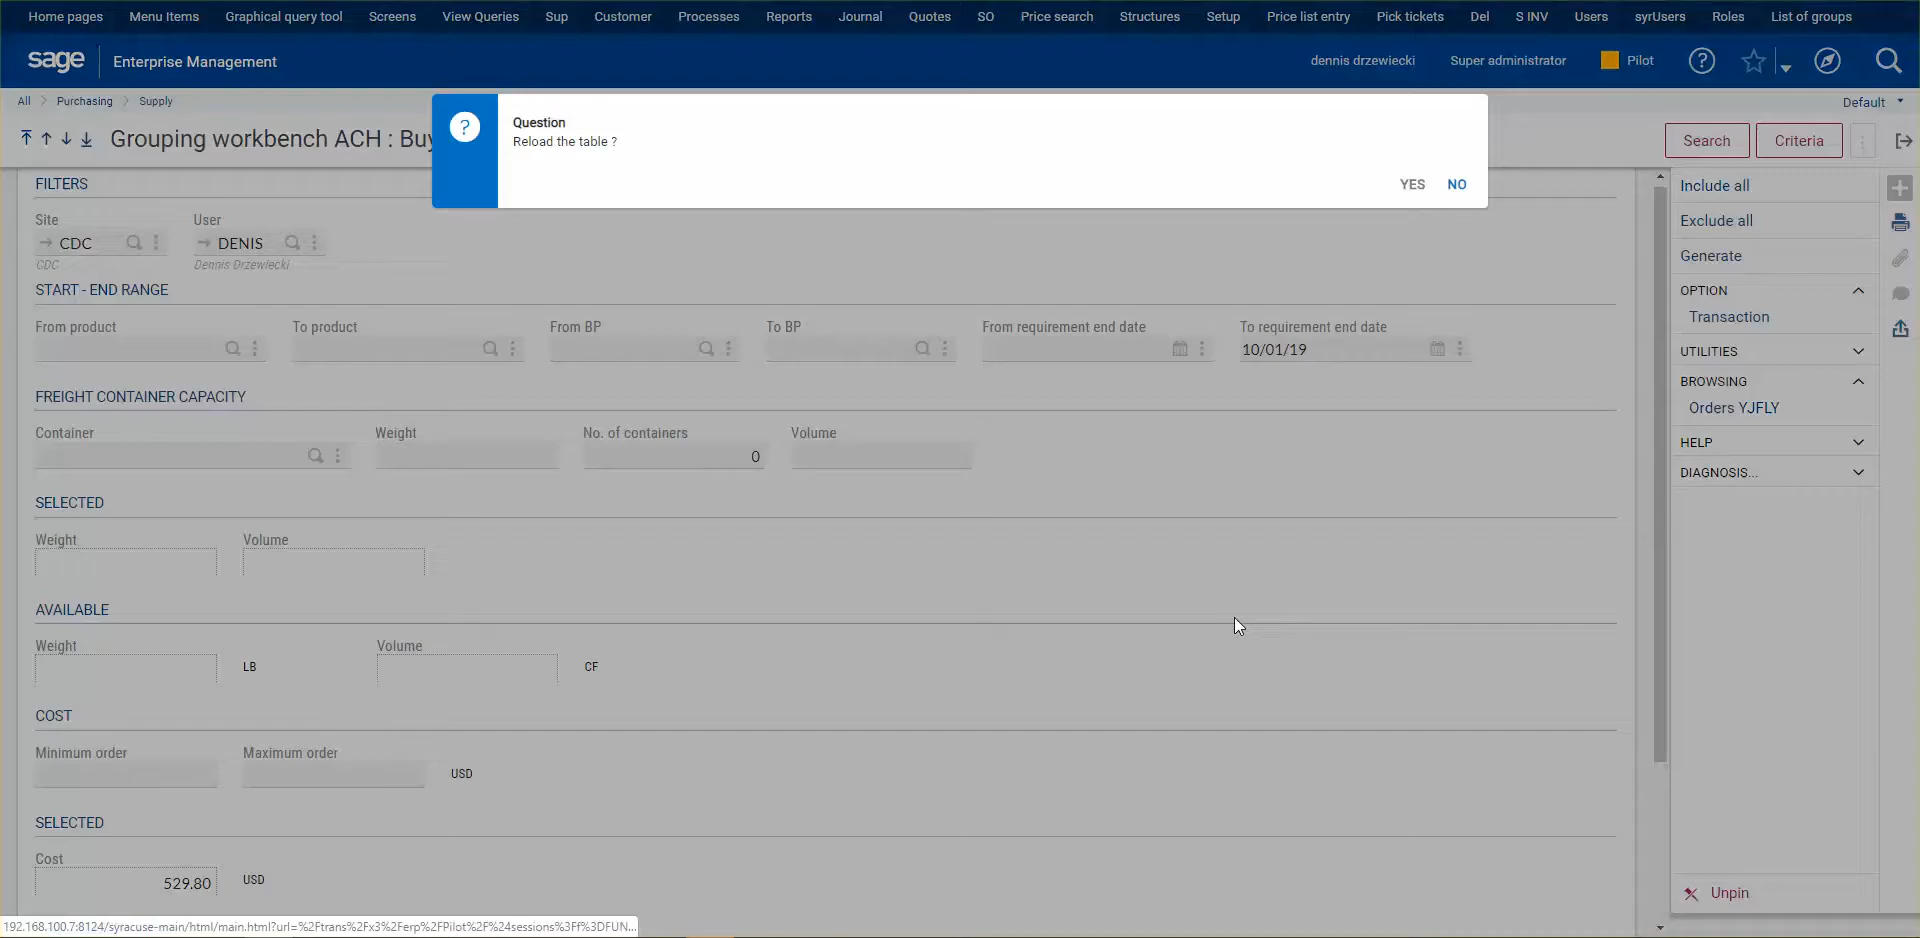 Home pages Menu Items Graphical query tool Screens View Queries Sup Customer Processes Reports Journal Quotes SO Price search Structures Setup Price list entry Pick tickets Del S INV Users syrUsers Roles List of groups
sage Enterprise Management dennis drzewiecki Super administrator Pilot ?
All Purchasing Supply Default
Grouping workbench ACH : Buy
Search Criteria
? Question
Reload the table ?
YES NO
FILTERS
Site User
CDC DENIS
CDC Dennis Drzewiecki
START - END RANGE
From product To product From BP To BP From requirement end date To requirement end date
10/01/19
FREIGHT CONTAINER CAPACITY
Container Weight No. of containers Volume
0
SELECTED
Weight Volume
AVAILABLE
Weight Volume
LB CF
COST
Minimum order Maximum order
USD
SELECTED
Cost
529.80 USD
Include all
Exclude all
Generate
OPTION
Transaction
UTILITIES
BROWSING
Orders YJFLY
HELP
DIAGNOSIS...
Unpin
192.168.100.7:8124/syracuse-main/html/main.html?url=%2Ftrans%2Fx3%2Ferp%2FPilot%2F%24sessions%3Ff%3DFUN...